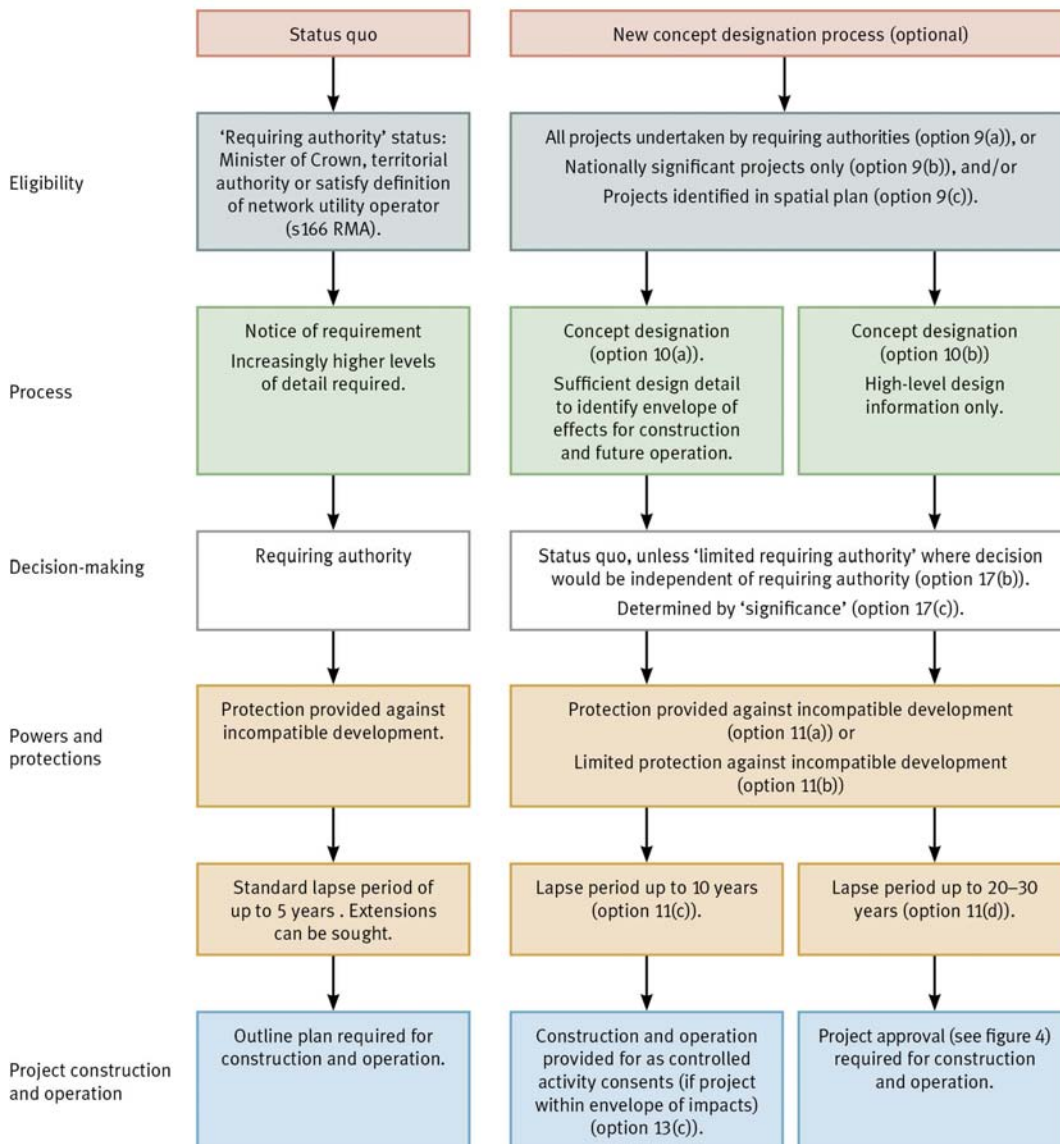 Status quo
New concept designation process (optional)
Eligibility
‘Requiring authority’ status:
Minister of Crown, territorial
authority or satisfy definition
of network utility operator
(s166 RMA).
All projects undertaken by requiring authorities (option 9(a)), or
Nationally significant projects only (option 9(b)), and/or
Projects identified in spatial plan (option 9(c)).
Process
Notice of requirement
Increasingly higher levels
of detail required.
Concept designation
(option 10(a)).
Sufficient design detail
to identify envelope of
effects for construction
and future operation.
Concept designation
(option 10(b))
High-level design
information only.
Decision-making
Requiring authority
Status quo, unless ‘limited requiring authority’ where decision
would be independent of requiring authority (option 17(b)).
Determined by ‘significance’ (option 17(c)).
Powers and
protections
Protection provided against
incompatible development.
Protection provided against incompatible development
(option 11(a)) or
Limited protection against incompatible development
(option 11(b))
Standard lapse period of
up to 5 years . Extensions
can be sought.
Lapse period up to 10 years
(option 11(c)).
Lapse period up to 20–30
years (option 11(d)).
Project construction
and operation
Outline plan required for
construction and operation.
Construction and operation
provided for as controlled
activity consents (if project
within envelope of impacts)
(option 13(c)).
Project approval (see figure 4)
required for construction
and operation.